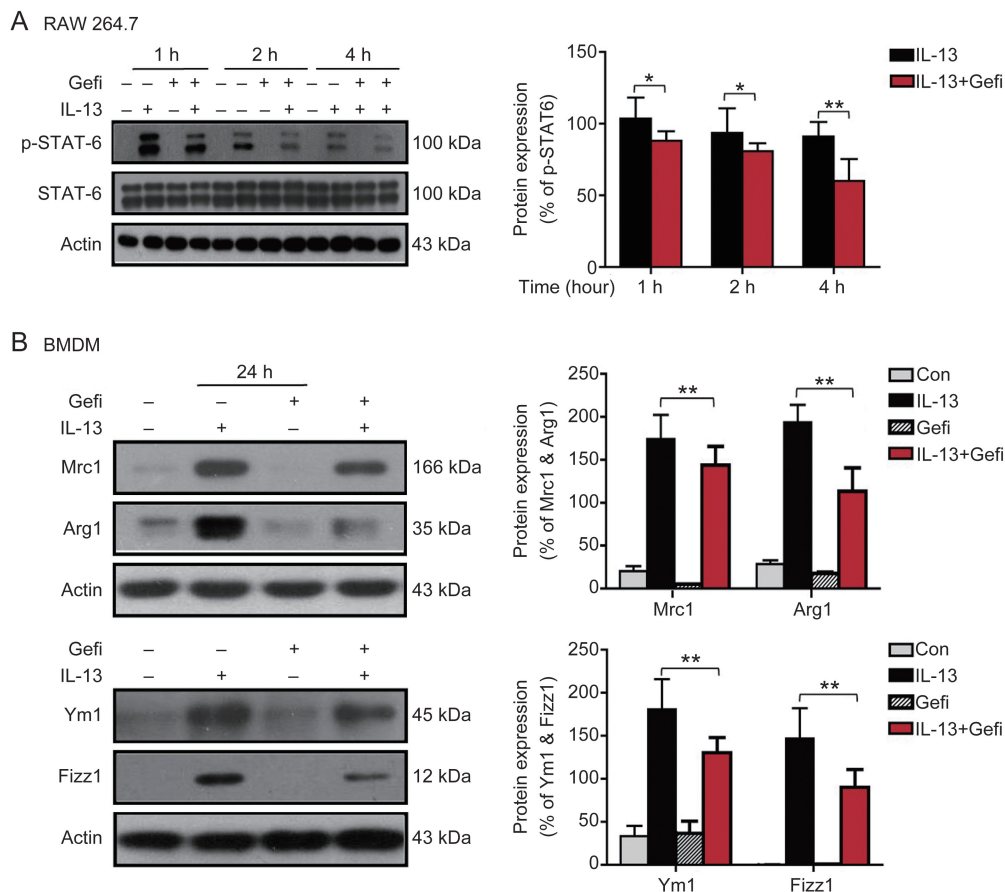 A RAW 264.7
1 h 2 h 4 h
Gefi – – + + – – + + – – + +
IL-13 – + – + – – – + – + + +
p-STAT-6 100 kDa
STAT-6 100 kDa
Actin 43 kDa
Protein expression
(% of p-STAT6)
150
100
50
0
* * **
Time (hour) 1 h 2 h 4 h
IL-13
IL-13+Gefi
B BMDM
24 h
Gefi – – + +
IL-13 – + – +
Mrc1 166 kDa
Arg1 35 kDa
Actin 43 kDa
Protein expression
(% of Mrc1 & Arg1)
250
200
150
100
50
0
** **
Mrc1 Arg1
Con
IL-13
Gefi
IL-13+Gefi
Gefi – – + +
IL-13 – + – +
Ym1 45 kDa
Fizz1 12 kDa
Actin 43 kDa
Protein expression
(% of Ym1 & Fizz1)
250
200
150
100
50
0
** **
Ym1 Fizz1
Con
IL-13
Gefi
IL-13+Gefi